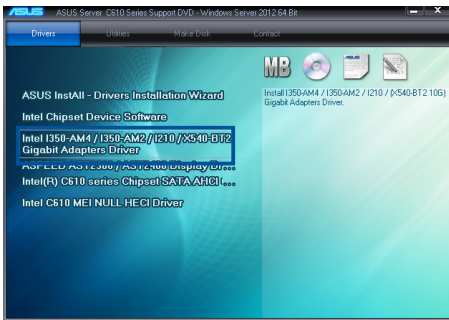 ASUS ASUS Server C610 Series Support DVD - Windows Server 2012 64 Bit
Drivers Utilities Make Disk Contact
MB
Install I350-AM4 / I350-AM2 / I210 / (X540-BT2 10G)
Gigabit Adapters Driver.
ASUS InstAll - Drivers Installation Wizard
Intel Chipset Device Software
Intel I350-AM4 / I350-AM2 / I210 / X540-BT2
Gigabit Adapters Driver
ASPEED AST2300 / AST2400 Display Dr...
Intel(R) C610 series Chipset SATA AHCI (...
Intel C610 MEI NULL HECI Driver